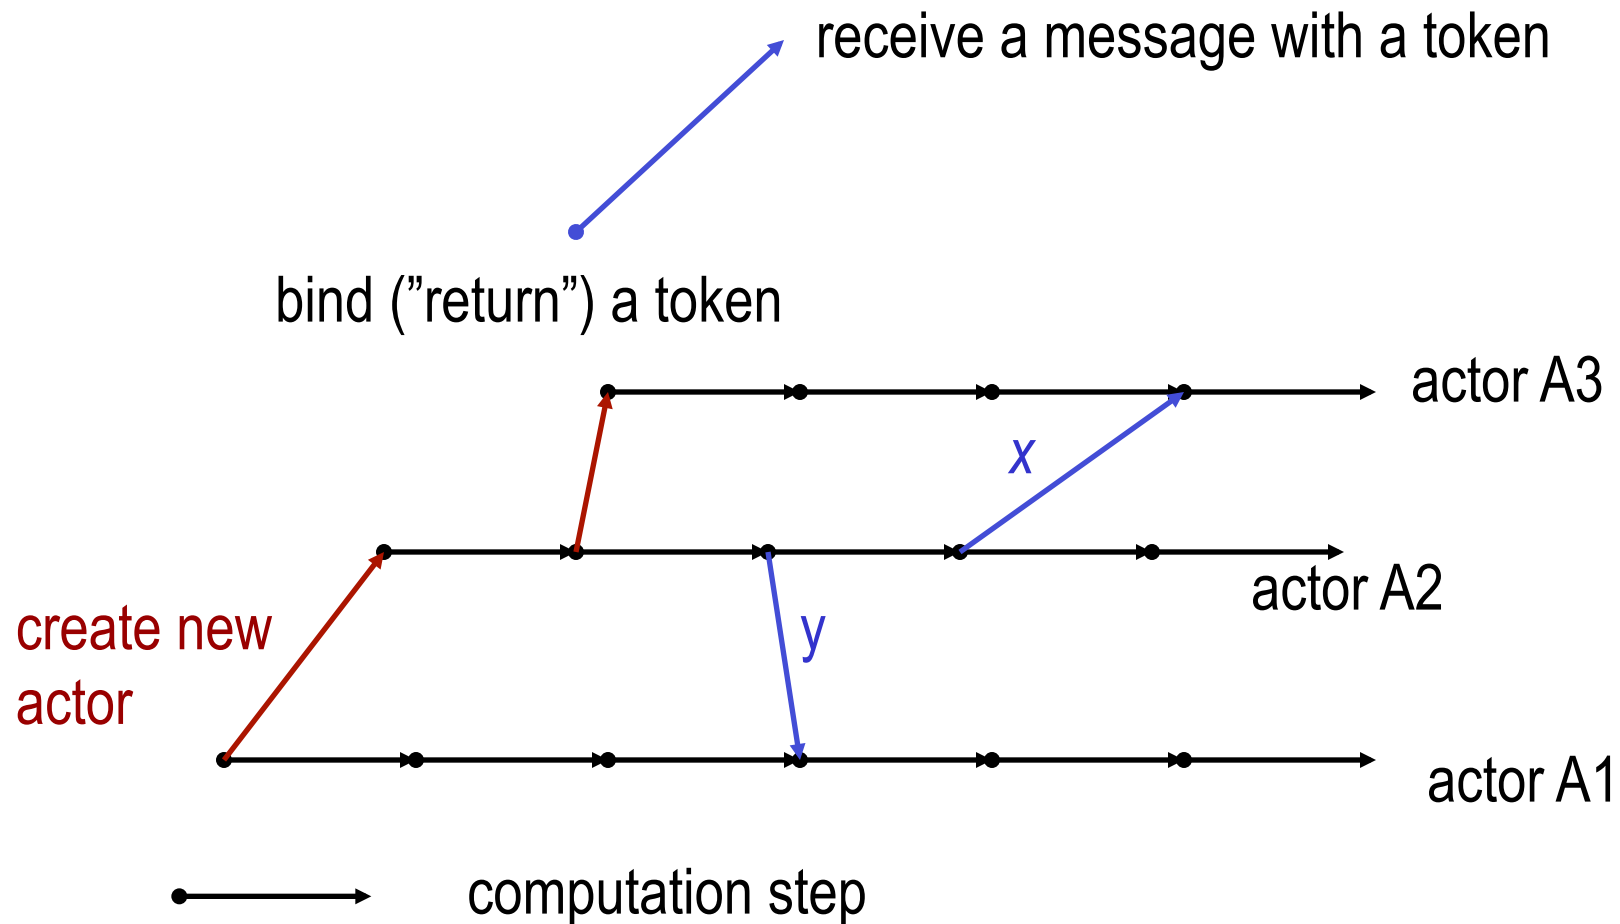 receive a message with a token
bind (”return”) a token
actor A3
x
actor A2
create new
actor
y
actor A1
computation step